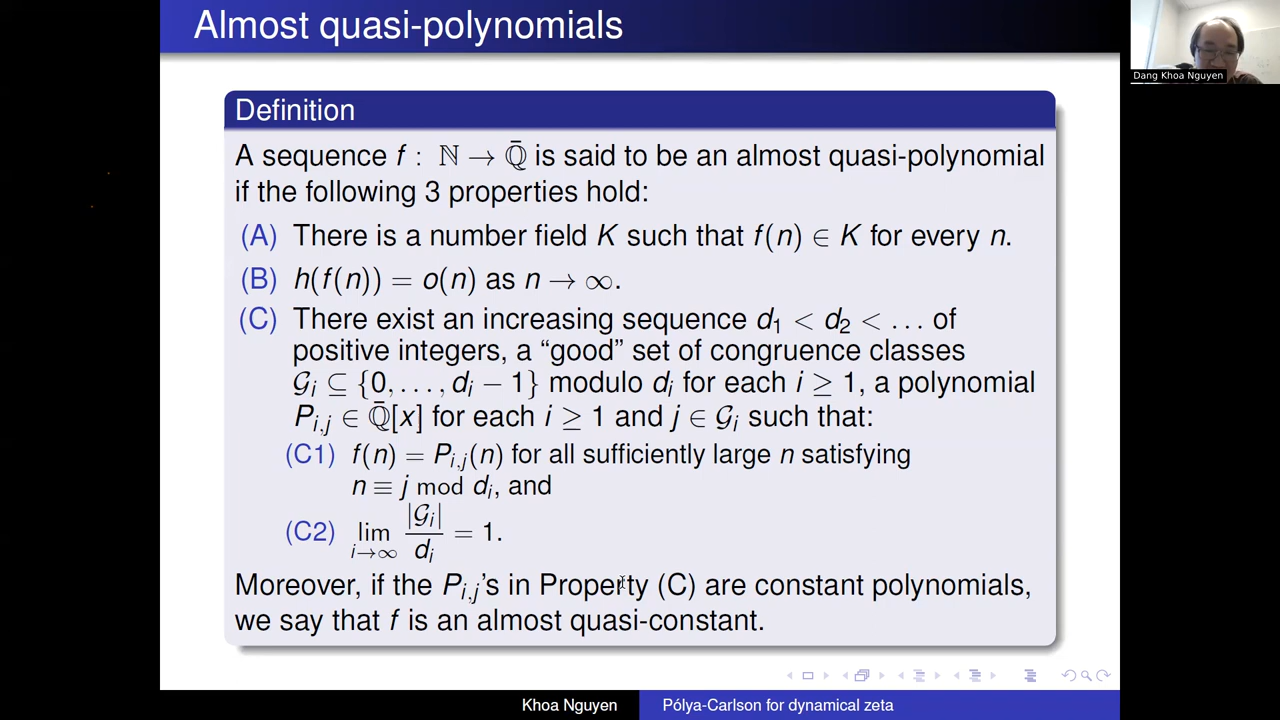 Almost quasi-polynomials
Dang Khoa Nguyen
Definition
A sequence f : ℕ → ℚ̄ is said to be an almost quasi-polynomial
if the following 3 properties hold:
(A) There is a number field K such that f(n) ∈ K for every n.
(B) h(f(n)) = o(n) as n → ∞.
(C) There exist an increasing sequence d₁ < d₂ < … of
positive integers, a “good” set of congruence classes
𝒢ᵢ ⊆ {0, …, dᵢ − 1} modulo dᵢ for each i ≥ 1, a polynomial
P_{i,j} ∈ ℚ̄[x] for each i ≥ 1 and j ∈ 𝒢ᵢ such that:
(C1) f(n) = P_{i,j}(n) for all sufficiently large n satisfying
n ≡ j mod dᵢ, and
(C2) lim_{i→∞} |𝒢ᵢ|/dᵢ = 1.
Moreover, if the P_{i,j}’s in Property (C) are constant polynomials,
we say that f is an almost quasi-constant.
Khoa Nguyen
Pólya-Carlson for dynamical zeta